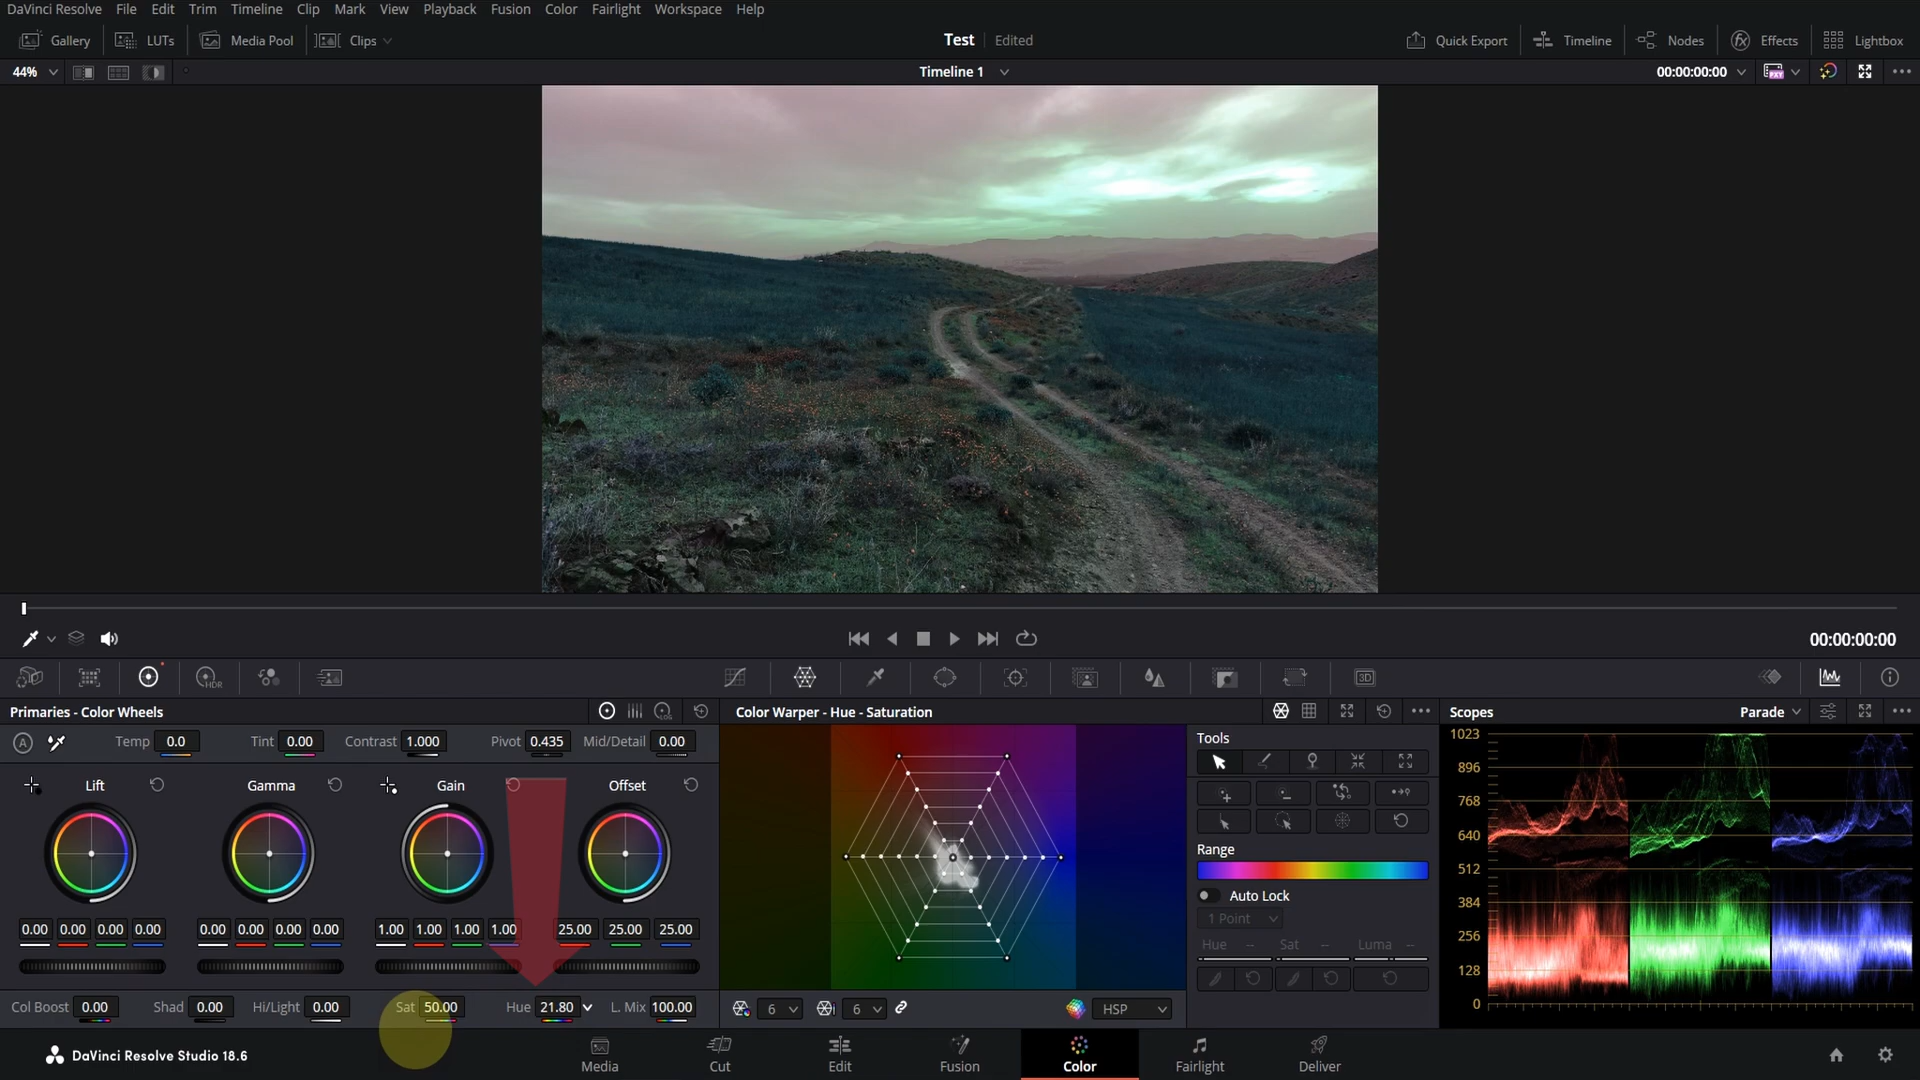 DaVinci Resolve File Edit Trim Timeline Clip Mark View Playback Fusion Color Fairlight Workspace Help
Gallery LUTs Media Pool Clips Test Edited Quick Export Timeline Nodes Effects Lightbox
44% Timeline 1 00:00:00:00 PXY
00:00:00:00
HDR LOG 3D
Primaries - Color Wheels Color Warper - Hue - Saturation Scopes Parade
A Temp 0.0 Tint 0.00 Contrast 1.000 Pivot 0.435 Mid/Detail 0.00
Lift Gamma Gain Offset
0.00 0.00 0.00 0.00 0.00 0.00 0.00 0.00 1.00 1.00 1.00 1.00 25.00 25.00 25.00
Col Boost 0.00 Shad 0.00 Hi/Light 0.00 Sat 50.00 Hue 21.80 L. Mix 100.00
6 6 HSP
Tools
Range
Auto Lock
1 Point
Hue -- Sat -- Luma --
1023
896
768
640
512
384
256
128
0
DaVinci Resolve Studio 18.6
Media Cut Edit Fusion Color Fairlight Deliver